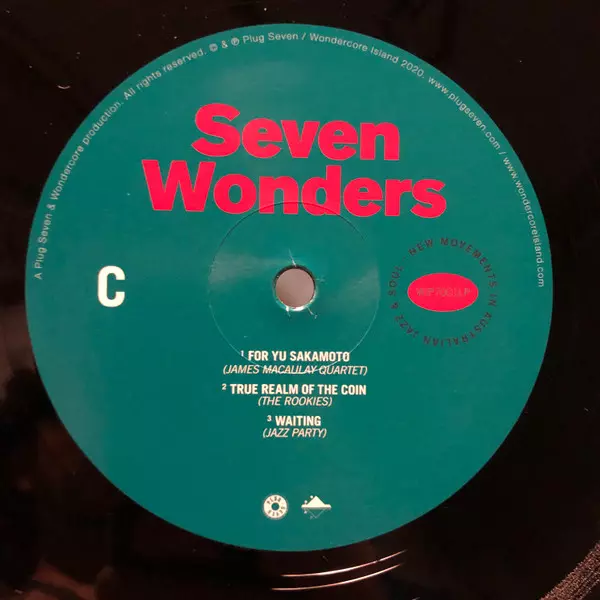 A Plug Seven & Wondercore production. All rights reserved. © & ℗ Plug Seven / Wondercore Island 2020. www.plugseven.com / www.wondercoreisland.com
Seven
Wonders
NEW MOVEMENTS IN AUSTRALIAN JAZZ & SOUL
C
1 FOR YU SAKAMOTO
(JAMES MACAULAY QUARTET)
2 TRUE REALM OF THE COIN
(THE ROOKIES)
3 WAITING
(JAZZ PARTY)